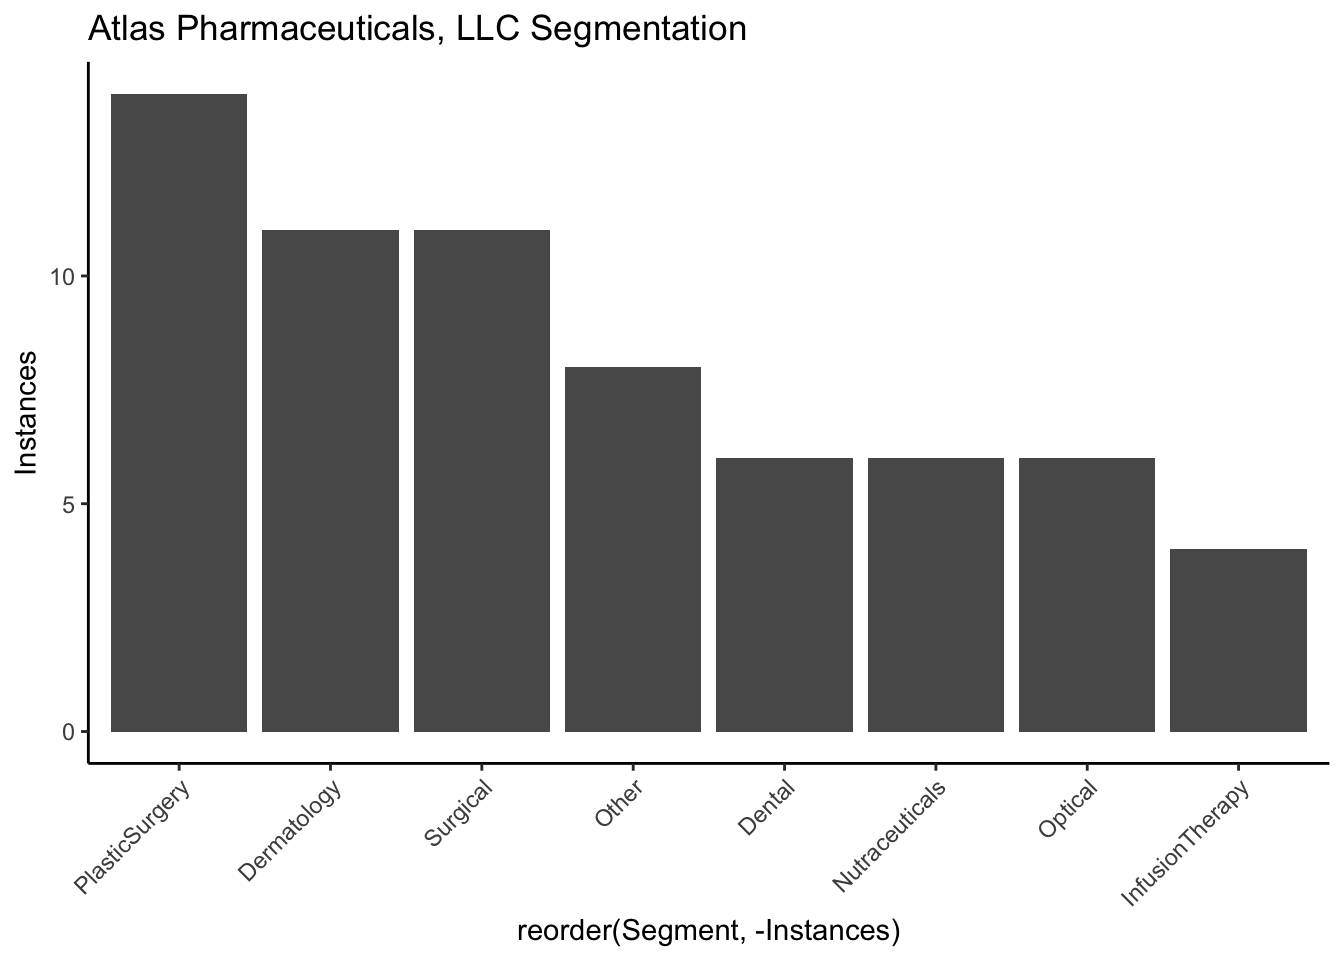 Atlas Pharmaceuticals, LLC Segmentation
Instances
10
5
0
PlasticSurgery
Dermatology
Surgical
Other
Dental
Nutraceuticals
Optical
InfusionTherapy
reorder(Segment, -Instances)